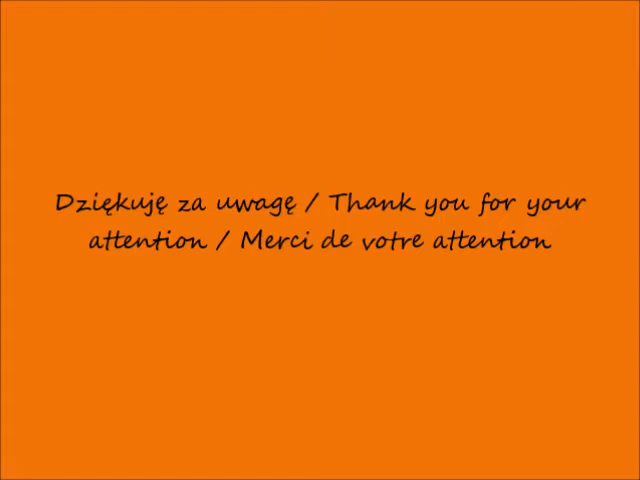 Dziękuję za uwagę / Thank you for your
attention / Merci de votre attention